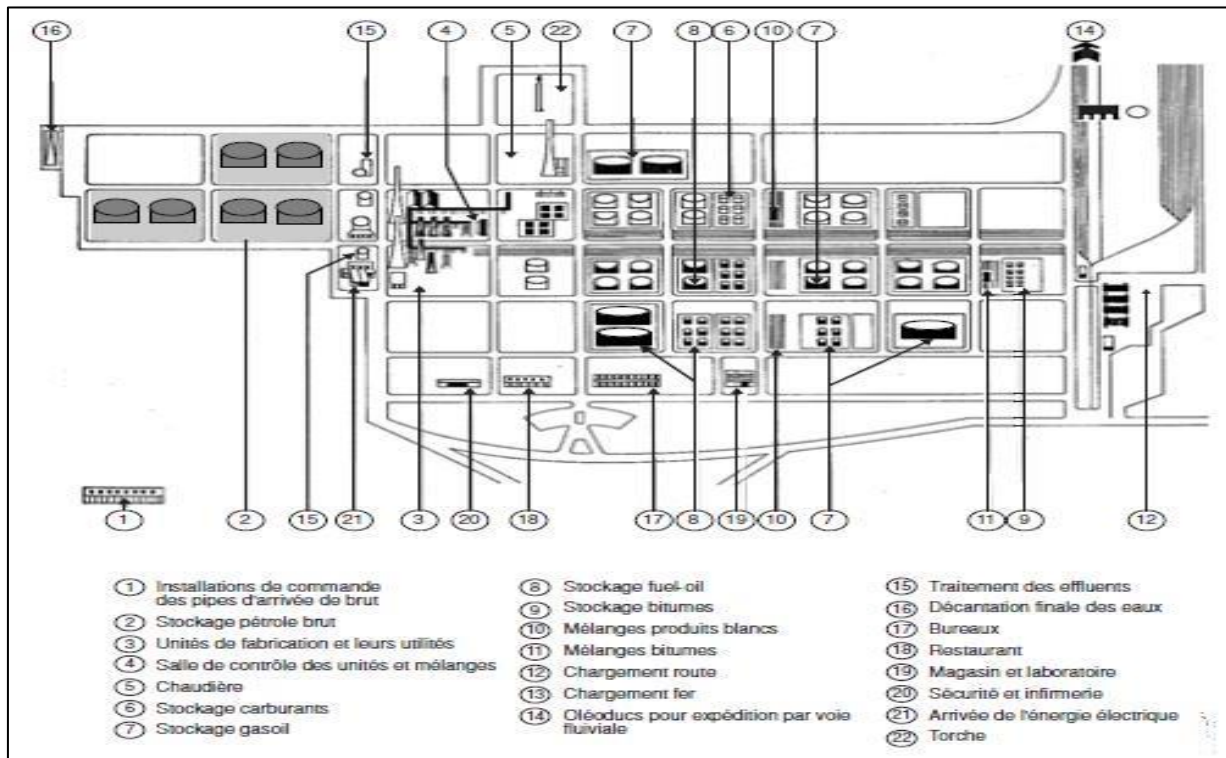 16 15 4 5 22 7 8 6 10 7 14
1 2 15 21 3 20 18 17 8 19 10 7 11 9 12
1 Installations de commande
des pipes d'arrivée de brut
2 Stockage pétrole brut
3 Unités de fabrication et leurs utilités
4 Salle de contrôle des unités et mélanges
5 Chaudière
6 Stockage carburants
7 Stockage gasoil
8 Stockage fuel-oil
9 Stockage bitumes
10 Mélanges produits blancs
11 Mélanges bitumes
12 Chargement route
13 Chargement fer
14 Oléoducs pour expédition par voie
fluiviale
15 Traitement des effluents
16 Décantation finale des eaux
17 Bureaux
18 Restaurant
19 Magasin et laboratoire
20 Sécurité et infirmerie
21 Arrivée de l'énergie électrique
22 Torche